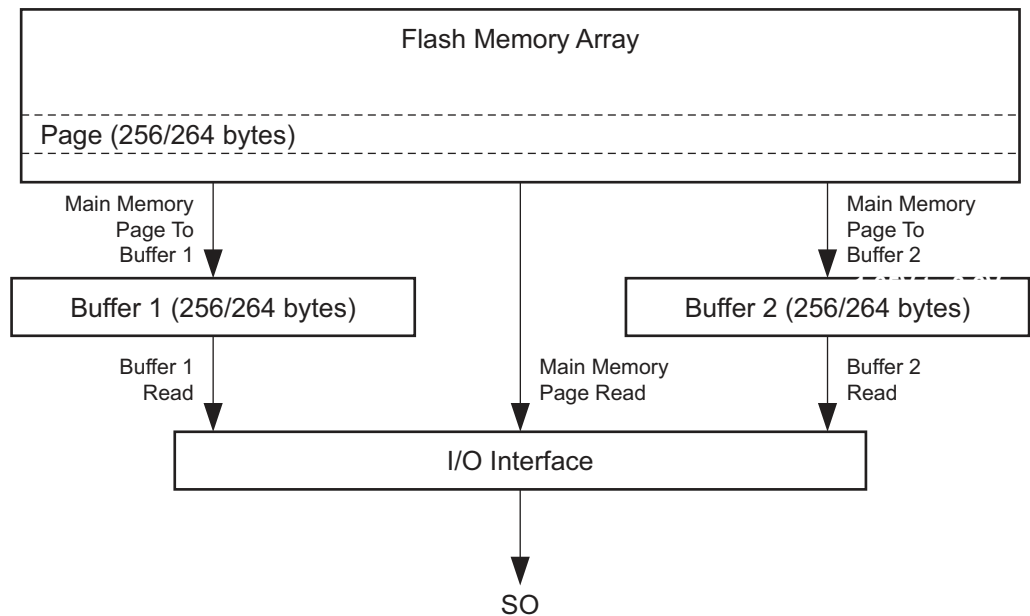 Flash Memory Array
Page (256/264 bytes)
Main Memory
Page To
Buffer 1
Main Memory
Page To
Buffer 2
Buffer 1 (256/264 bytes)
Buffer 2 (256/264 bytes)
Buffer 1
Read
Main Memory
Page Read
Buffer 2
Read
I/O Interface
SO